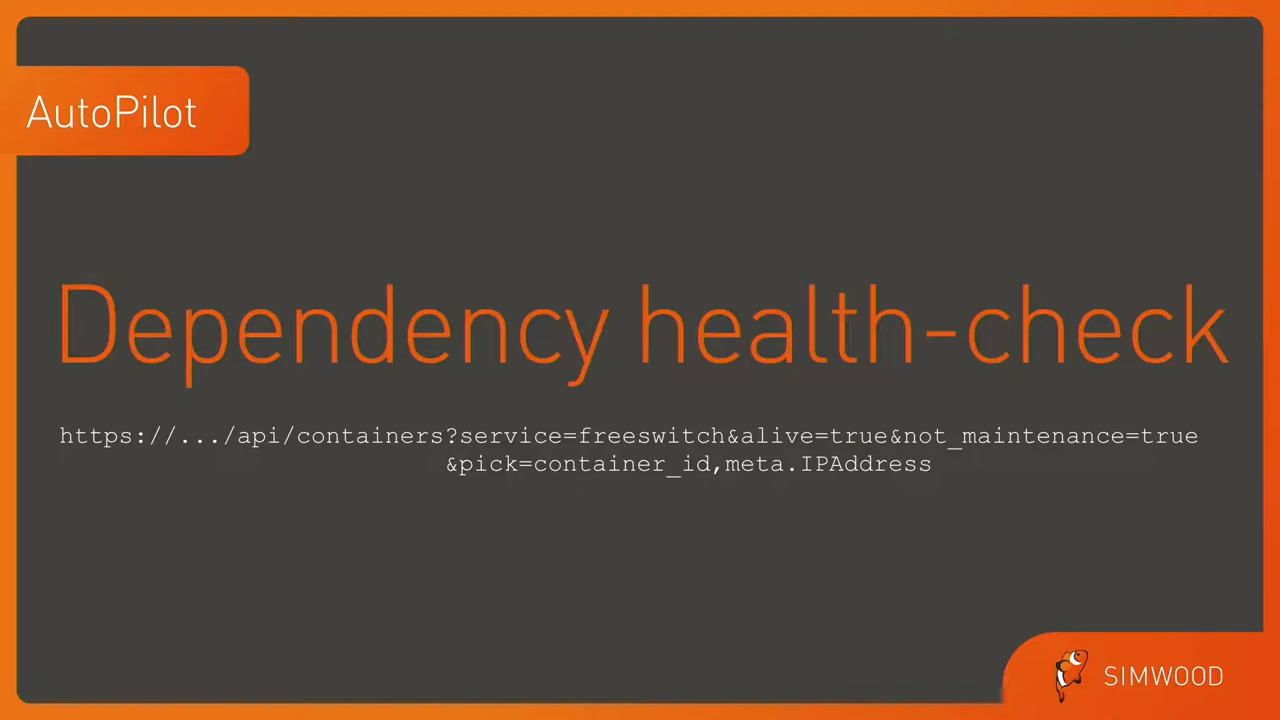 AutoPilot
Dependency health-check
https://.../api/containers?service=freeswitch&alive=true&not_maintenance=true
&pick=container_id,meta.IPAddress
SIMWOOD